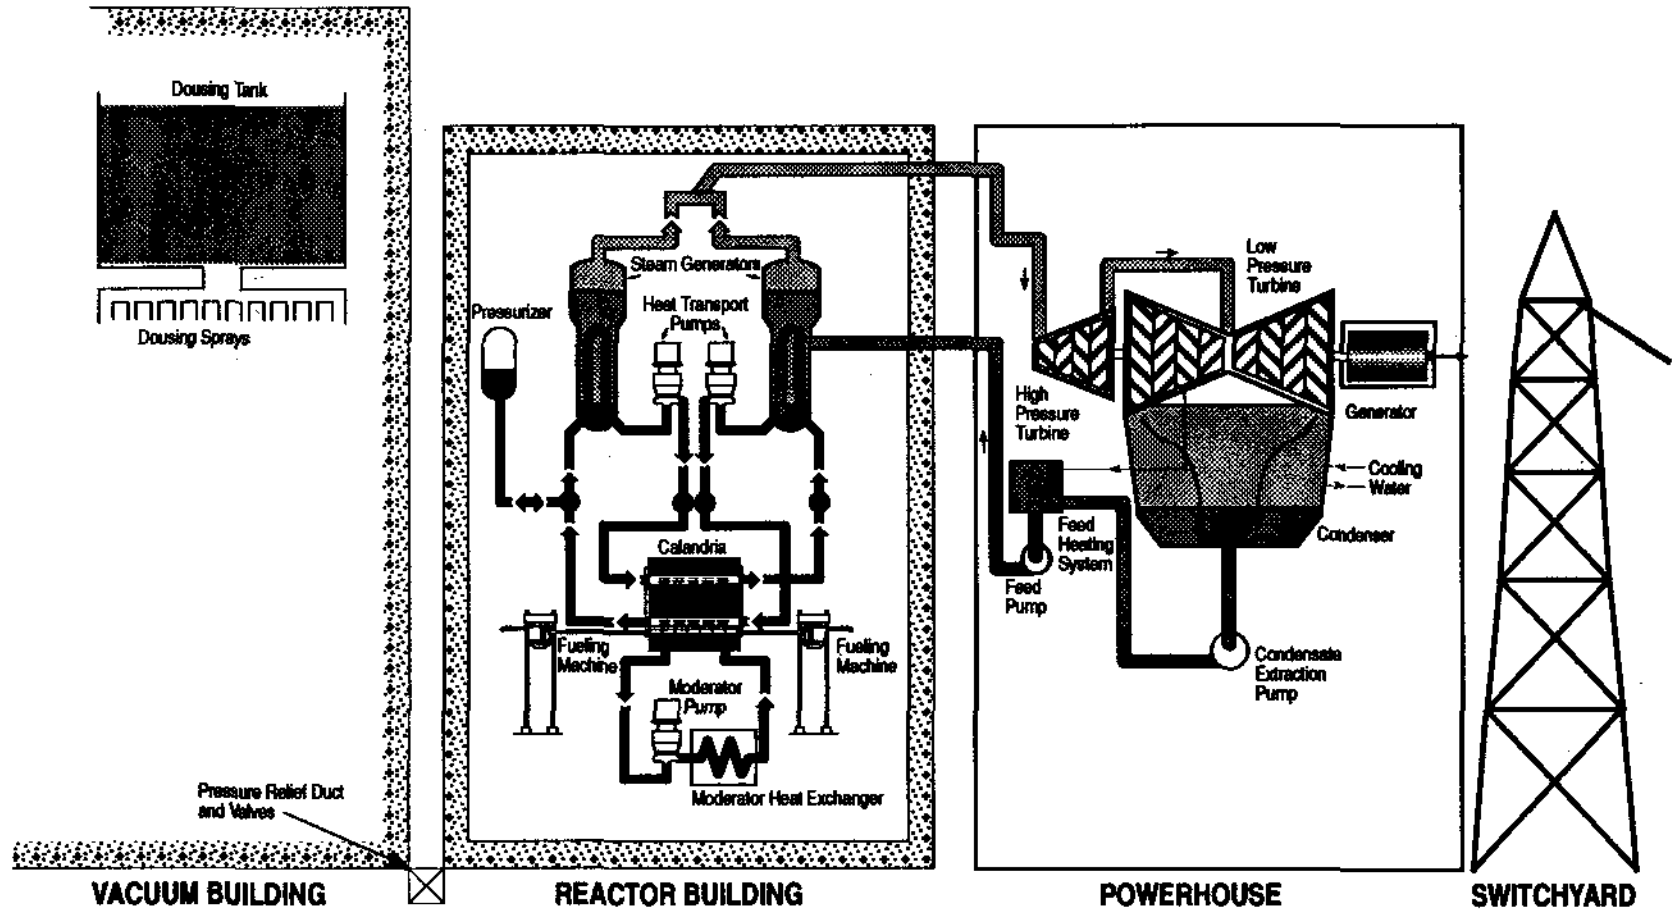 Dousing Tank
Dousing Sprays
Pressure Relief Duct
and Valves
VACUUM BUILDING
Steam Generators
Pressurizer
Heat Transport
Pumps
Calandria
Fueling
Machine
Fueling
Machine
Moderator
Pump
Moderator Heat Exchanger
REACTOR BUILDING
Low
Pressure
Turbine
High
Pressure
Turbine
Generator
Cooling
Water
Condenser
Feed
Heating
System
Feed
Pump
Condensate
Extraction
Pump
POWERHOUSE
SWITCHYARD